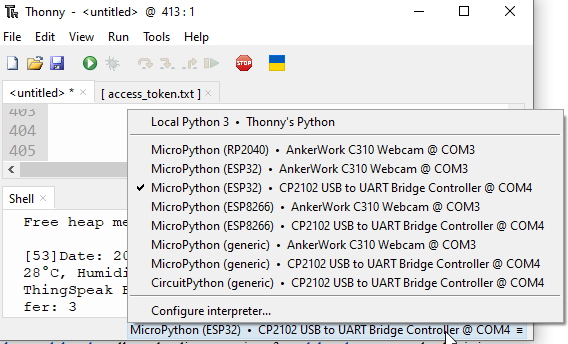 Thonny - <untitled> @ 413 : 1
File Edit View Run Tools Help
STOP
<untitled> * × [ access_token.txt ] ×
403
404
405
Shell ×
Free heap me
[53]Date: 20
28°C, Humidi
ThingSpeak B
fer: 3
Local Python 3 • Thonny's Python
MicroPython (RP2040) • AnkerWork C310 Webcam @ COM3
MicroPython (ESP32) • AnkerWork C310 Webcam @ COM3
✓ MicroPython (ESP32) • CP2102 USB to UART Bridge Controller @ COM4
MicroPython (ESP8266) • AnkerWork C310 Webcam @ COM3
MicroPython (ESP8266) • CP2102 USB to UART Bridge Controller @ COM4
MicroPython (generic) • AnkerWork C310 Webcam @ COM3
MicroPython (generic) • CP2102 USB to UART Bridge Controller @ COM4
CircuitPython (generic) • CP2102 USB to UART Bridge Controller @ COM4
Configure interpreter...
MicroPython (ESP32) • CP2102 USB to UART Bridge Controller @ COM4 ≡